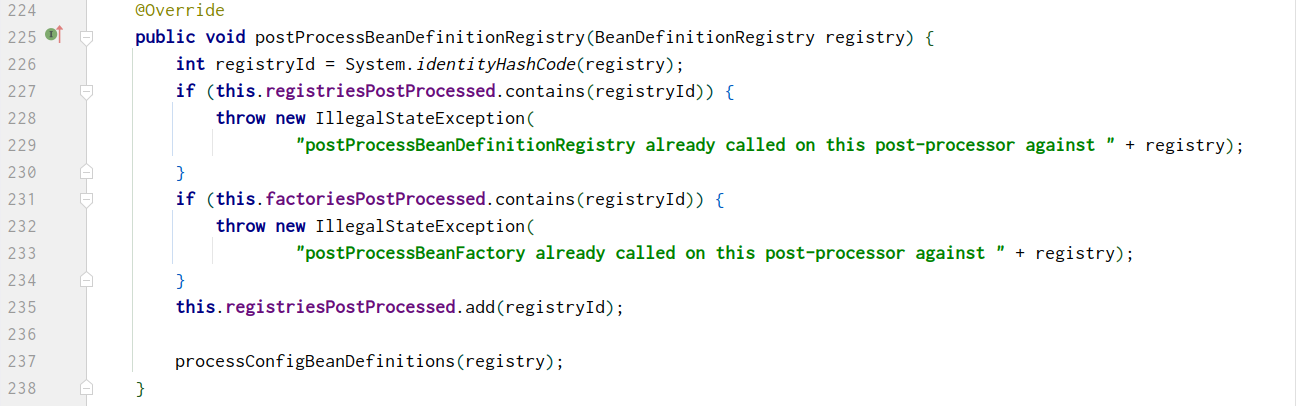 224 @Override
225 public void postProcessBeanDefinitionRegistry(BeanDefinitionRegistry registry) {
226 int registryId = System.identityHashCode(registry);
227 if (this.registriesPostProcessed.contains(registryId)) {
228 throw new IllegalStateException(
229 "postProcessBeanDefinitionRegistry already called on this post-processor against " + registry);
230 }
231 if (this.factoriesPostProcessed.contains(registryId)) {
232 throw new IllegalStateException(
233 "postProcessBeanFactory already called on this post-processor against " + registry);
234 }
235 this.registriesPostProcessed.add(registryId);
236
237 processConfigBeanDefinitions(registry);
238 }